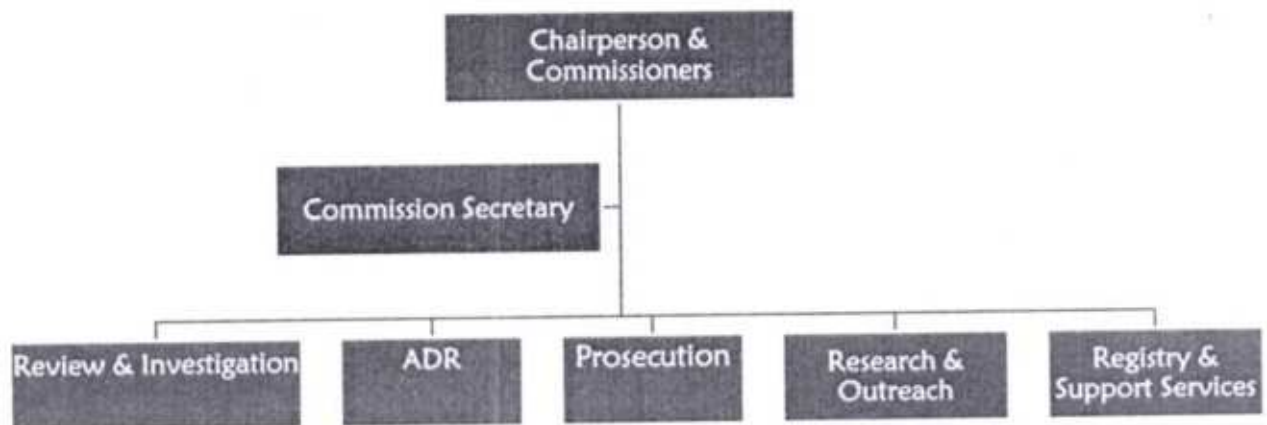 Chairperson &
Commissioners
Commission Secretary
Review & Investigation
ADR
Prosecution
Research &
Outreach
Registry &
Support Services